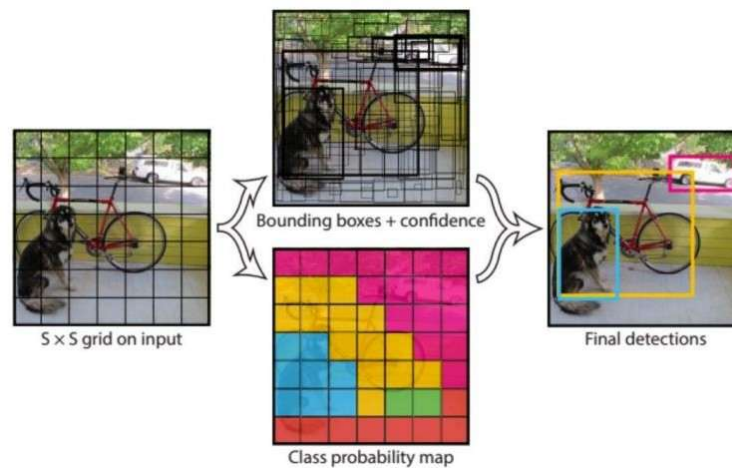 S × S grid on input
Bounding boxes + confidence
Class probability map
Final detections